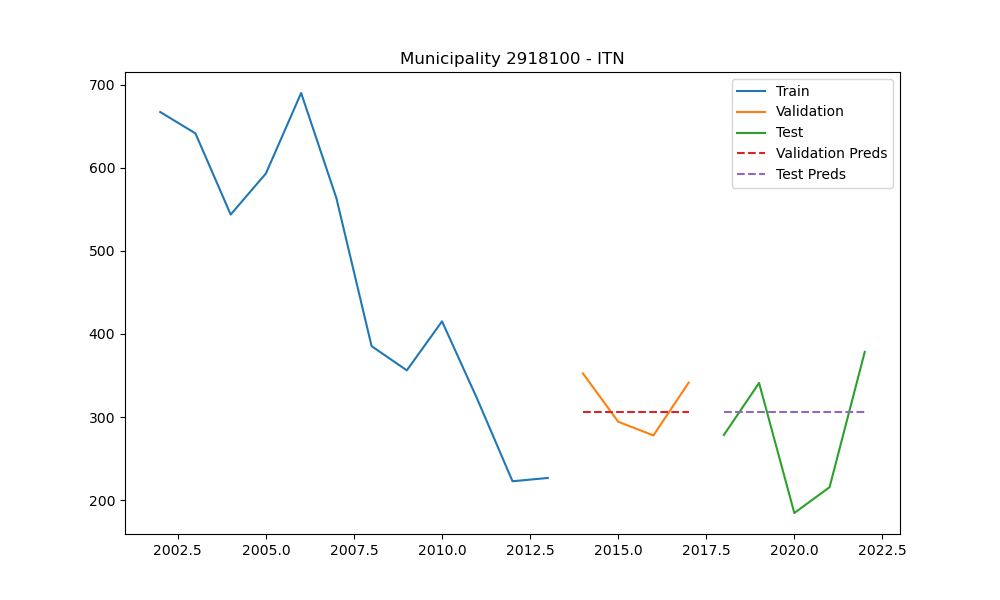 Municipality 2918100 - ITN
Train
Validation
Test
Validation Preds
Test Preds
700
600
500
400
300
200
2002.5 2005.0 2007.5 2010.0 2012.5 2015.0 2017.5 2020.0 2022.5